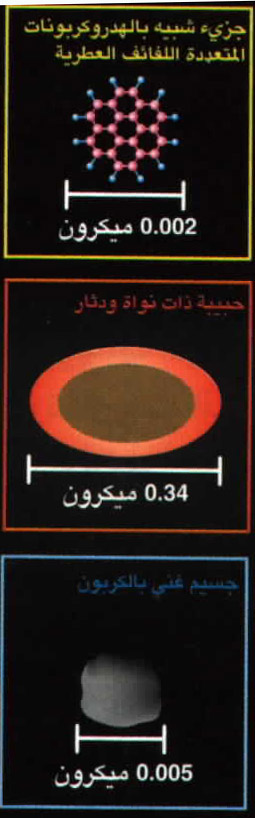 جزيء شبيه بالهدروكربونات
المتعددة اللفائف العطرية
0.002 ميكرون
حبيبة ذات نواة ودثار
0.34 ميكرون
جسيم غني بالكربون
0.005 ميكرون